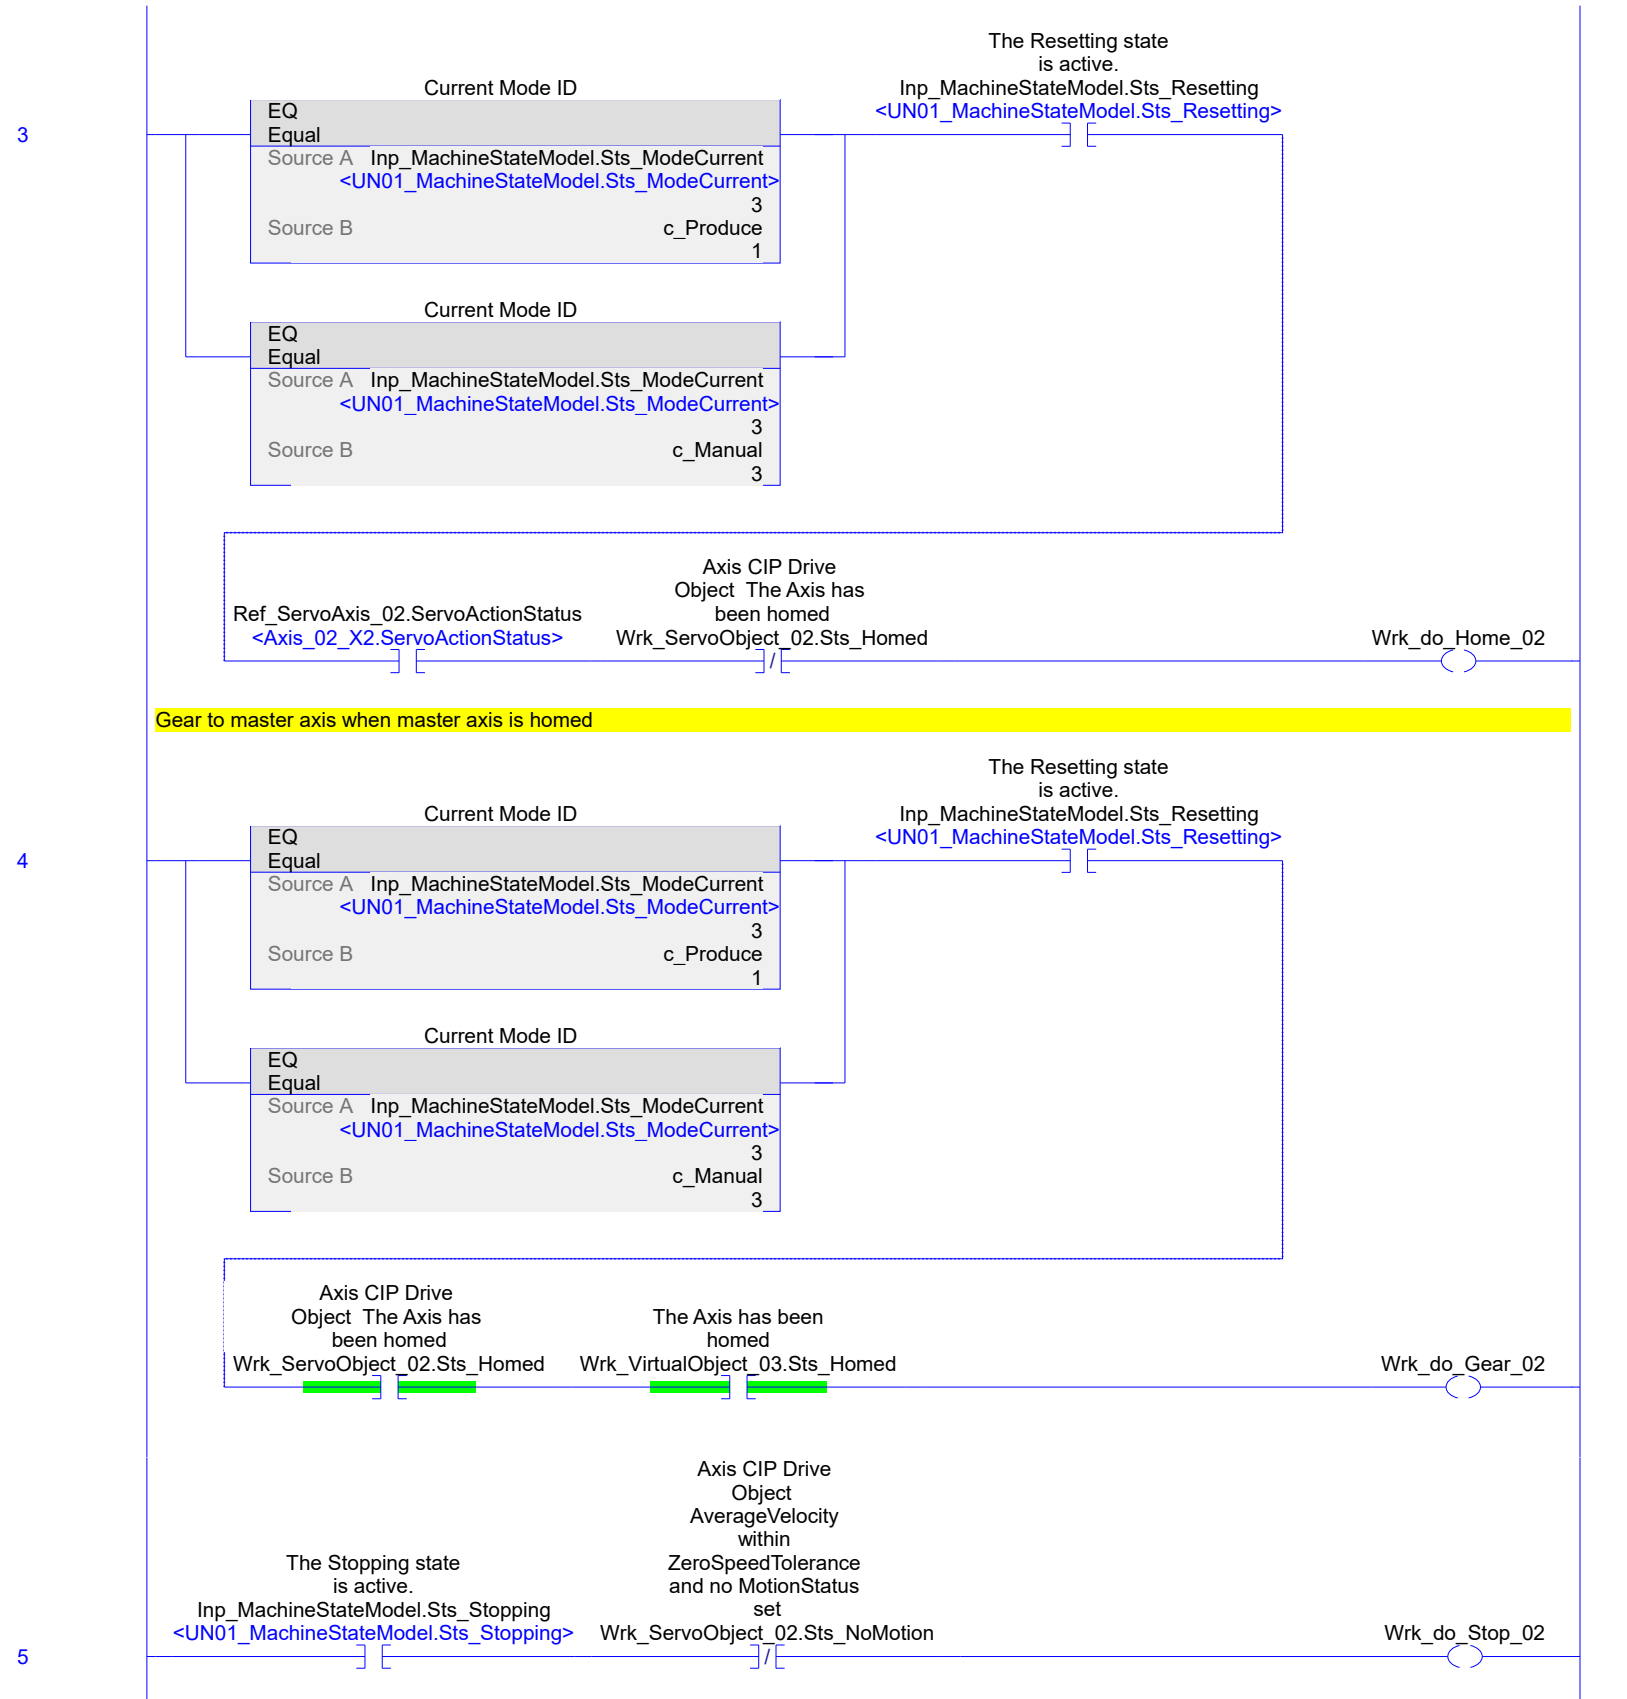 The Resetting state
is active.
Current Mode ID
Inp_MachineStateModel.Sts_Resetting
EQ
<UN01_MachineStateModel.Sts_Resetting>
3
Equal
Source A Inp_MachineStateModel.Sts_ModeCurrent
<UN01_MachineStateModel.Sts_ModeCurrent>
3
Source B c_Produce
1
Current Mode ID
EQ
Equal
Source A Inp_MachineStateModel.Sts_ModeCurrent
<UN01_MachineStateModel.Sts_ModeCurrent>
3
Source B c_Manual
3
Axis CIP Drive
Object The Axis has
been homed
Ref_ServoAxis_02.ServoActionStatus
<Axis_02_X2.ServoActionStatus>
Wrk_ServoObject_02.Sts_Homed
Wrk_do_Home_02
/
Gear to master axis when master axis is homed
The Resetting state
is active.
Current Mode ID
Inp_MachineStateModel.Sts_Resetting
EQ
<UN01_MachineStateModel.Sts_Resetting>
4
Equal
Source A Inp_MachineStateModel.Sts_ModeCurrent
<UN01_MachineStateModel.Sts_ModeCurrent>
3
Source B c_Produce
1
Current Mode ID
EQ
Equal
Source A Inp_MachineStateModel.Sts_ModeCurrent
<UN01_MachineStateModel.Sts_ModeCurrent>
3
Source B c_Manual
3
Axis CIP Drive
Object The Axis has
been homed
Wrk_ServoObject_02.Sts_Homed
The Axis has been
homed
Wrk_VirtualObject_03.Sts_Homed
Wrk_do_Gear_02
Axis CIP Drive
Object
AverageVelocity
within
ZeroSpeedTolerance
and no MotionStatus
set
The Stopping state
is active.
Inp_MachineStateModel.Sts_Stopping
<UN01_MachineStateModel.Sts_Stopping>
Wrk_ServoObject_02.Sts_NoMotion
Wrk_do_Stop_02
5
/